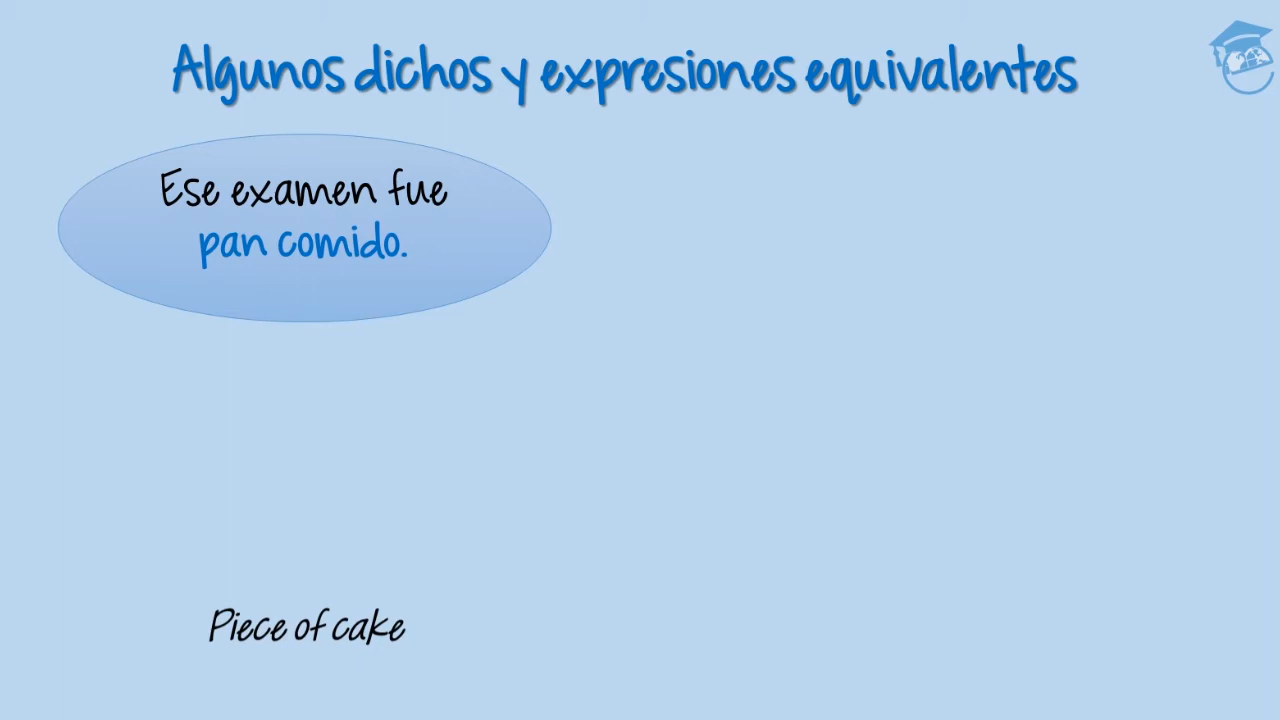 Algunos dichos y expresiones equivalentes
Ese examen fue
pan comido.
Piece of cake